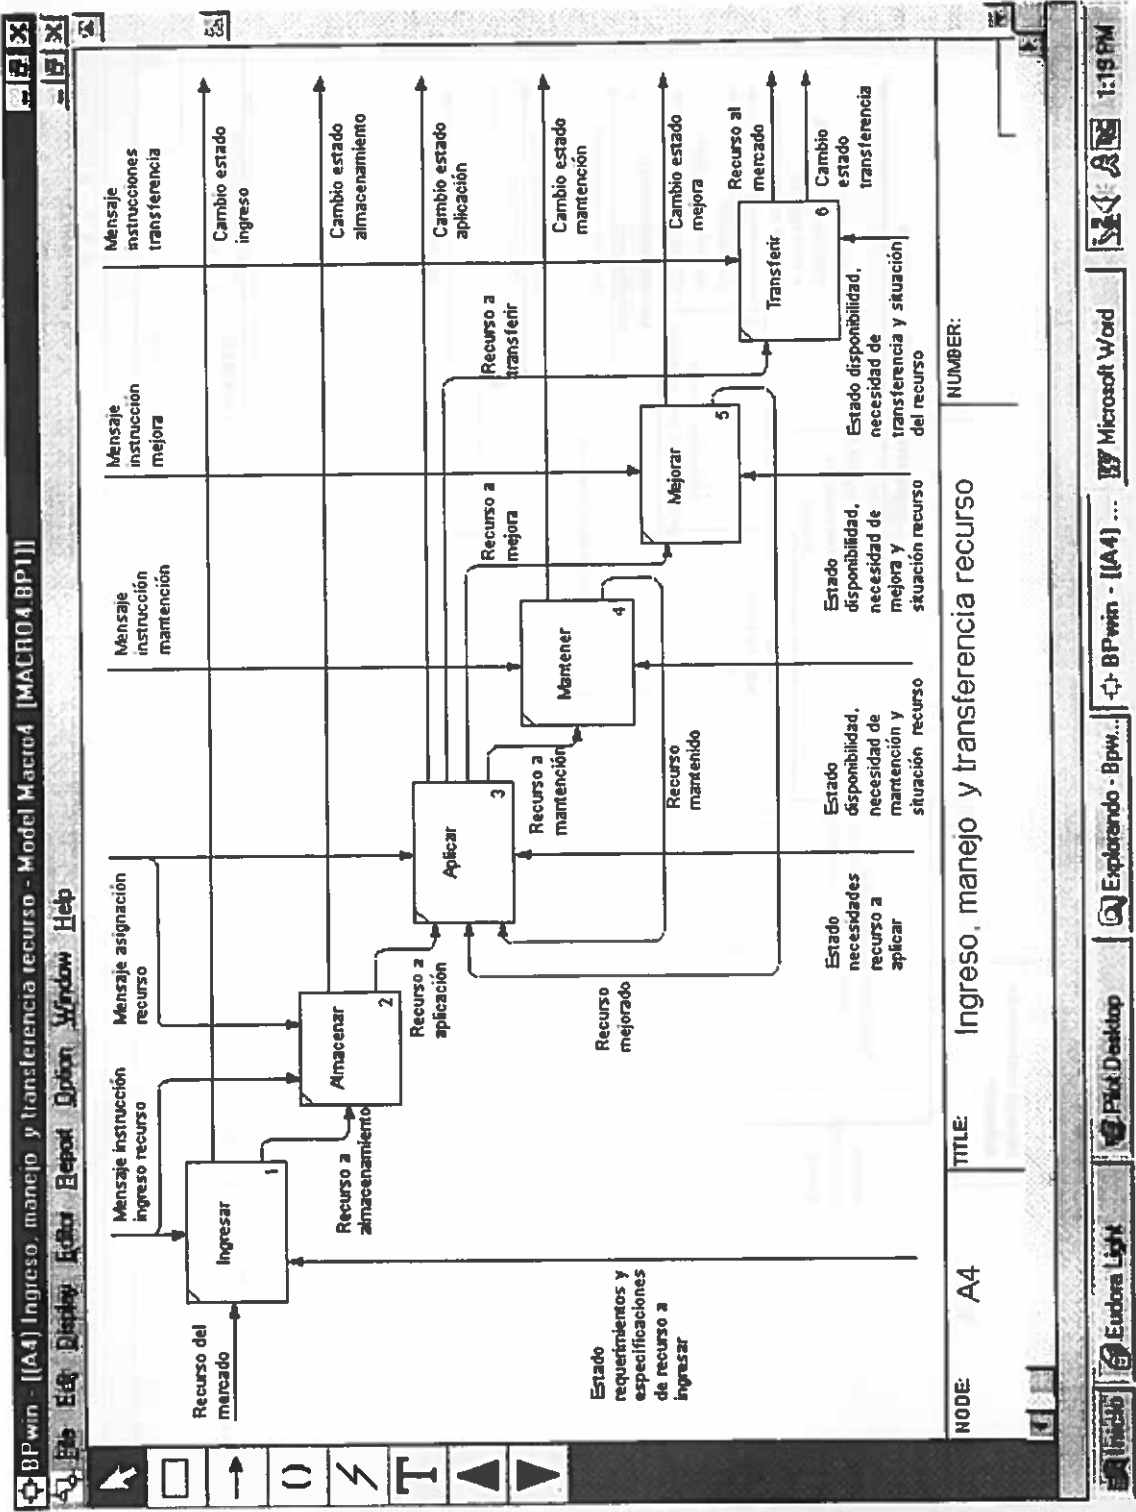 BPwin - [(A4) Ingreso, manejo y transferencia recurso - Model Macro4 [MACRO4.BP1]]
File Edit Display Editor Report Option Window Help
Mensaje instrucción
ingreso recurso
Mensaje asignación
recurso
Mensaje
instrucción
mantención
Mensaje
instrucción
mejora
Mensaje
instrucciones
transferencia
Recurso del
mercado
Ingresar
1
Cambio estado
ingreso
Recurso a
almacenamiento
Almacenar
2
Cambio estado
almacenamiento
Recurso a
aplicación
Aplicar
3
Cambio estado
aplicación
Recurso a
mantención
Recurso a
mejora
Recurso a
transferir
Mantener
4
Cambio estado
mantención
Mejorar
5
Cambio estado
mejora
Transferir
6
Recurso al
mercado
Cambio
estado
transferencia
Recurso
mejorado
Recurso
mantenido
Estado
requerimientos y
especificaciones
de recurso a
ingresar
Estado
necesidades
recurso a
aplicar
Estado
disponibilidad,
necesidad de
mantención y
situación recurso
Estado
disponibilidad,
necesidad de
mejora y
situación recurso
Estado disponibilidad,
necesidad de
transferencia y situación
del recurso
NODE:
A4
TITLE:
Ingreso, manejo y transferencia recurso
NUMBER:
Inicio
Eudora Light
Pilot Desktop
Explorando - Bpw...
BPwin - [(A4) ...
Microsoft Word
1:19 PM